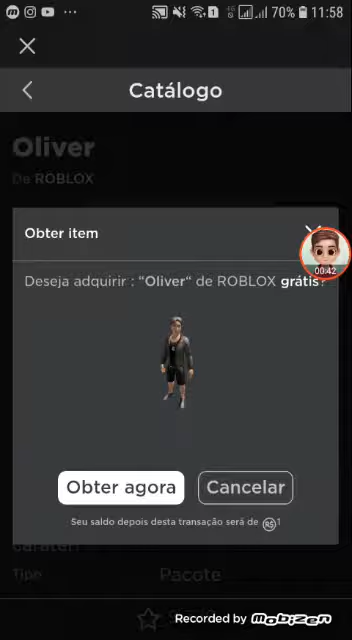 70% 11:58
Catálogo
Oliver
De ROBLOX
Obter item
00:42
Deseja adquirir : "Oliver" de ROBLOX grátis?
Obter agora Cancelar
Seu saldo depois desta transação será de R$ 1
Tipo Pacote
Recorded by Mobizen